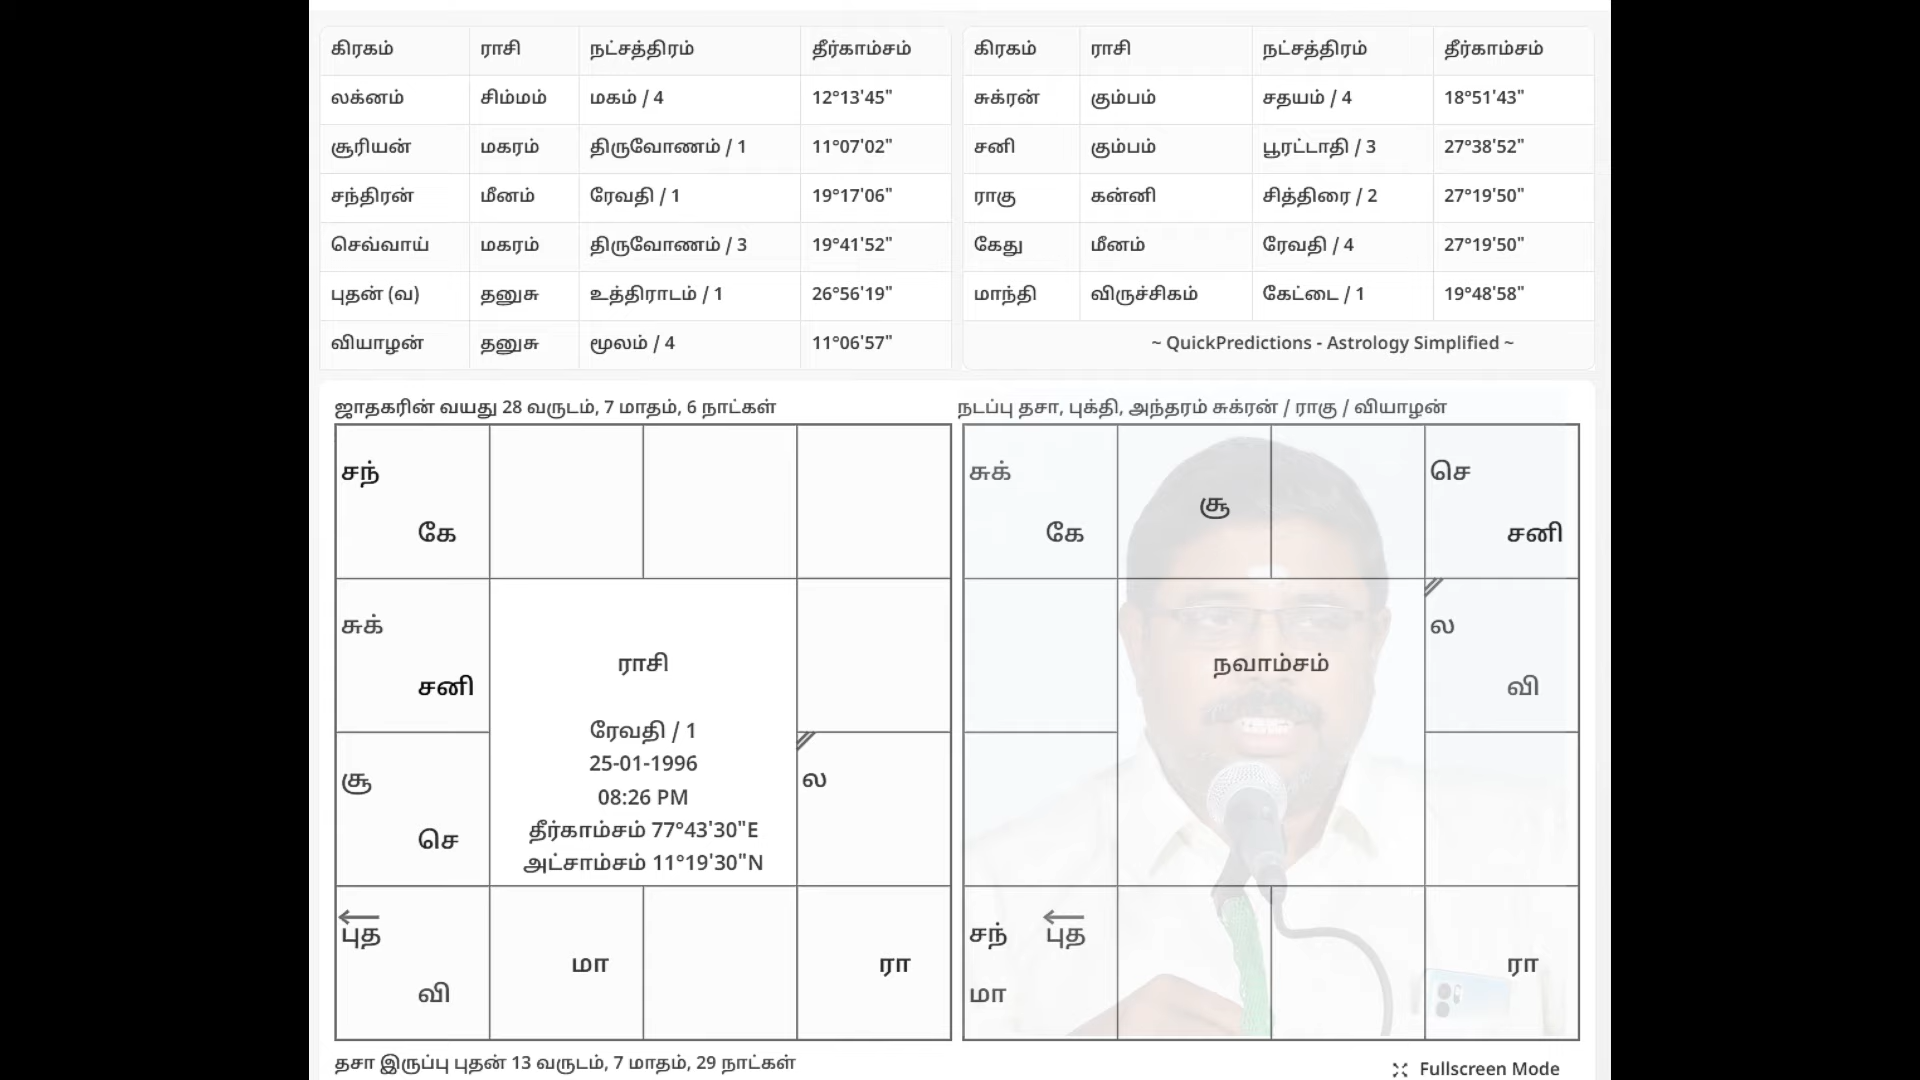 கிரகம் ராசி நட்சத்திரம் தீர்காம்சம்
லக்னம் சிம்மம் மகம் / 4 12°13'45"
சூரியன் மகரம் திருவோணம் / 1 11°07'02"
சந்திரன் மீனம் ரேவதி / 1 19°17'06"
செவ்வாய் மகரம் திருவோணம் / 3 19°41'52"
புதன் (வ) தனுசு உத்திராடம் / 1 26°56'19"
வியாழன் தனுசு மூலம் / 4 11°06'57"
கிரகம் ராசி நட்சத்திரம் தீர்காம்சம்
சுக்ரன் கும்பம் சதயம் / 4 18°51'43"
சனி கும்பம் பூரட்டாதி / 3 27°38'52"
ராகு கன்னி சித்திரை / 2 27°19'50"
கேது மீனம் ரேவதி / 4 27°19'50"
மாந்தி விருச்சிகம் கேட்டை / 1 19°48'58"
~ QuickPredictions - Astrology Simplified ~
ஜாதகரின் வயது 28 வருடம், 7 மாதம், 6 நாட்கள்
சந்
கே
சுக்
சனி
ராசி
ரேவதி / 1
25-01-1996
08:26 PM
தீர்காம்சம் 77°43'30"E
அட்சாம்சம் 11°19'30"N
சூ
செ
ல
புத
வி
மா
ரா
தசா இருப்பு புதன் 13 வருடம், 7 மாதம், 29 நாட்கள்
நடப்பு தசா, புக்தி, அந்தரம் சுக்ரன் / ராகு / வியாழன்
சுக்
கே
சூ
செ
சனி
நவாம்சம்
ல
வி
சந் புத
மா
ரா
Fullscreen Mode